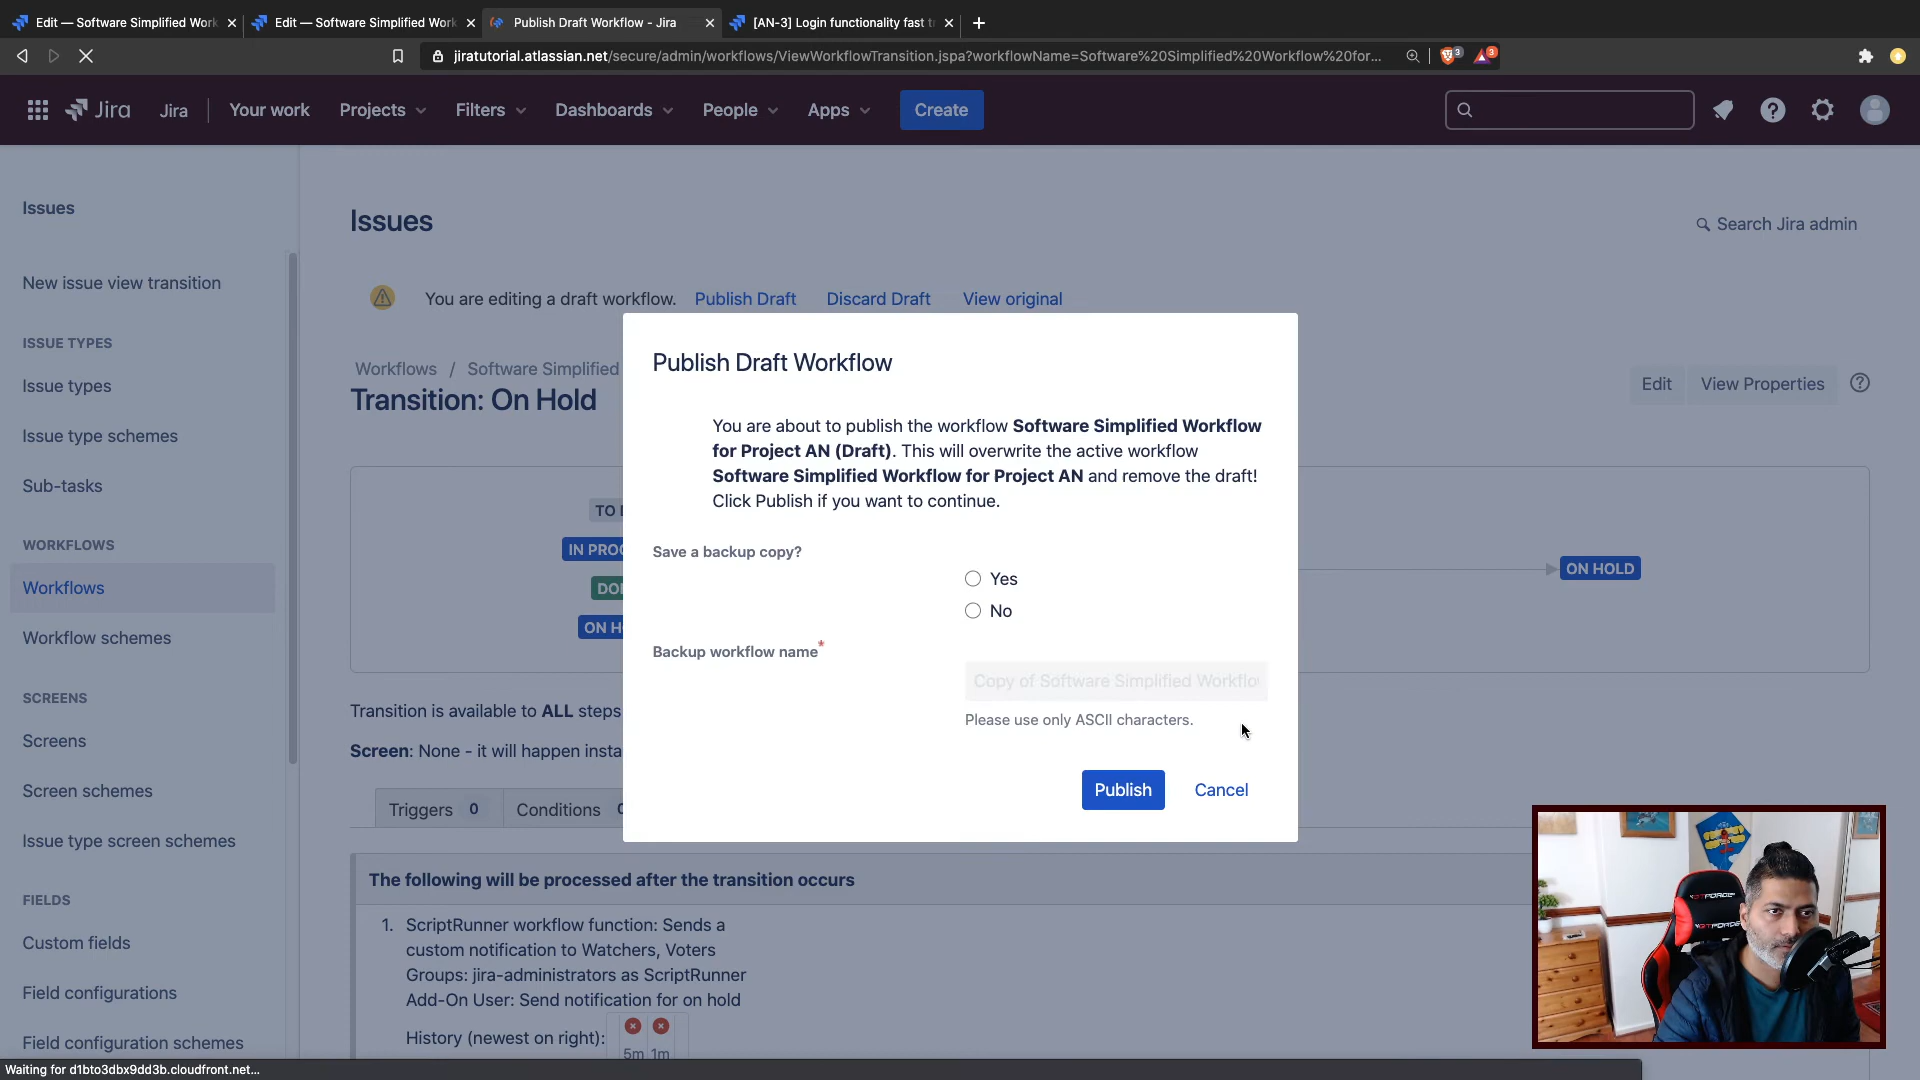 Edit — Software Simplified Work
Edit — Software Simplified Work
Publish Draft Workflow - Jira
[AN-3] Login functionality fast tr
jiratutorial.atlassian.net/secure/admin/workflows/ViewWorkflowTransition.jspa?workflowName=Software%20Simplified%20Workflow%20for...
3
3
Jira
Jira
Your work
Projects
Filters
Dashboards
People
Apps
Create
Issues
New issue view transition
ISSUE TYPES
Issue types
Issue type schemes
Sub-tasks
WORKFLOWS
Workflows
Workflow schemes
SCREENS
Screens
Screen schemes
Issue type screen schemes
FIELDS
Custom fields
Field configurations
Field configuration schemes
Issues
Search Jira admin
You are editing a draft workflow. Publish Draft Discard Draft View original
Workflows / Software Simplified
Transition: On Hold
Edit
View Properties
TO
IN PROG
DO
ON H
ON HOLD
Transition is available to ALL steps
Screen: None - it will happen insta
Triggers 0
Conditions
The following will be processed after the transition occurs
1. ScriptRunner workflow function: Sends a
custom notification to Watchers, Voters
Groups: jira-administrators as ScriptRunner
Add-On User: Send notification for on hold
History (newest on right):
5m 1m
Publish Draft Workflow
You are about to publish the workflow Software Simplified Workflow
for Project AN (Draft). This will overwrite the active workflow
Software Simplified Workflow for Project AN and remove the draft!
Click Publish if you want to continue.
Save a backup copy?
Yes
No
Backup workflow name*
Copy of Software Simplified Workflo
Please use only ASCII characters.
Publish
Cancel
Waiting for d1bto3dbx9dd3b.cloudfront.net...